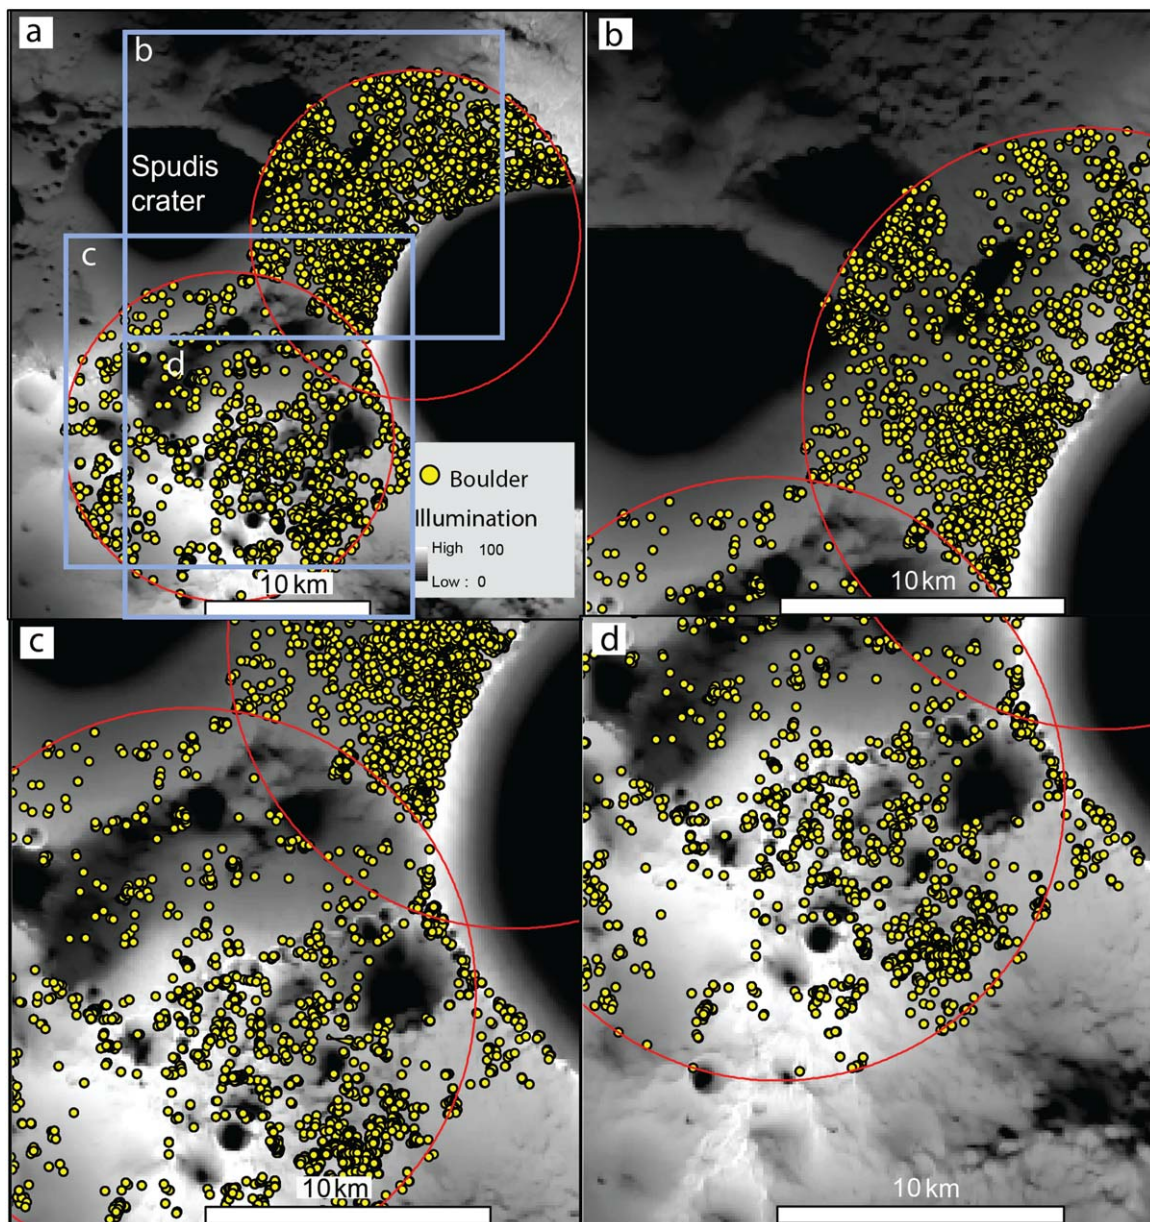 a
b
Spudis
crater
c
d
Boulder
Illumination
High 100
Low : 0
10 km
b
10 km
c
10 km
d
10 km